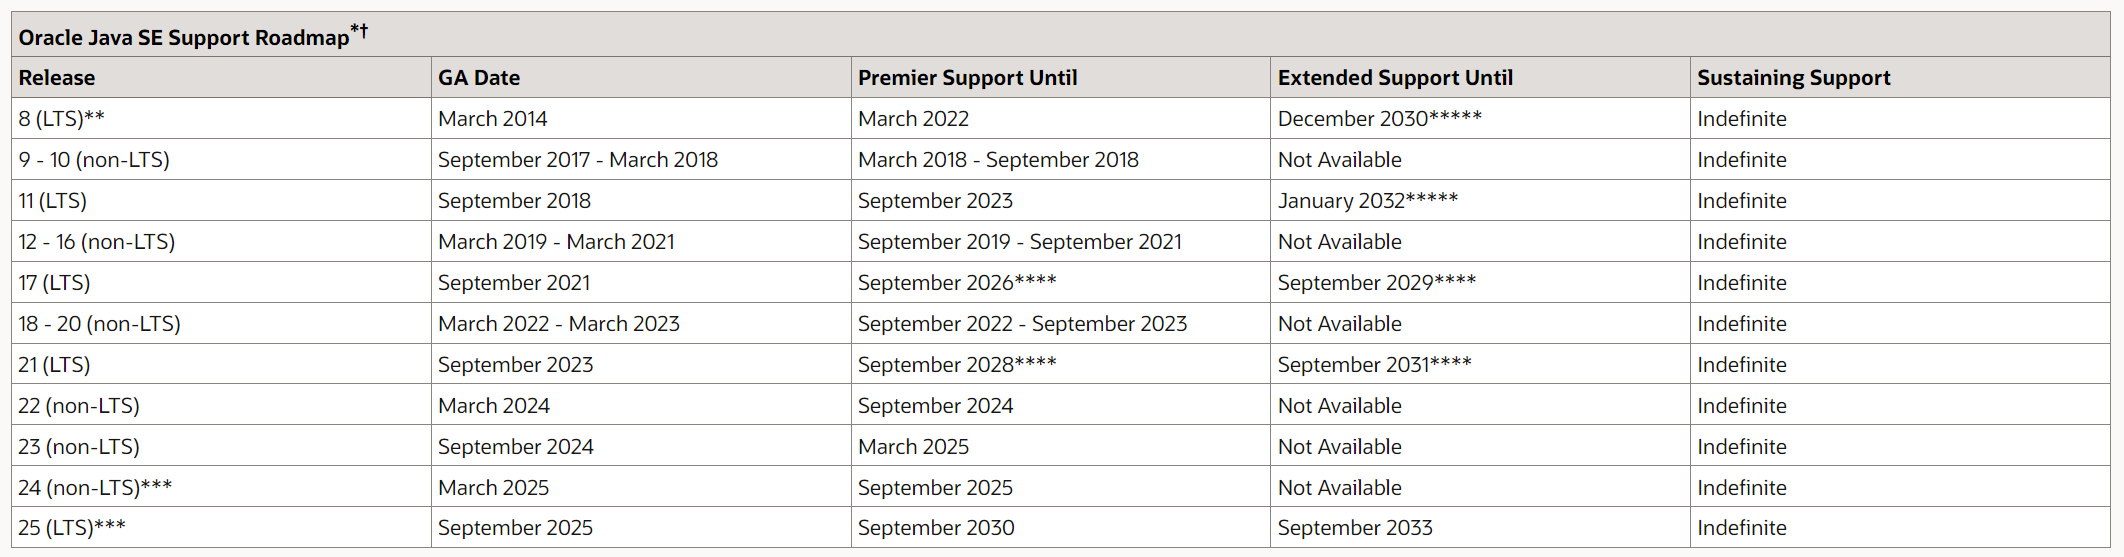 Oracle Java SE Support Roadmap*†
Release GA Date Premier Support Until Extended Support Until Sustaining Support
8 (LTS)** March 2014 March 2022 December 2030***** Indefinite
9 - 10 (non-LTS) September 2017 - March 2018 March 2018 - September 2018 Not Available Indefinite
11 (LTS) September 2018 September 2023 January 2032***** Indefinite
12 - 16 (non-LTS) March 2019 - March 2021 September 2019 - September 2021 Not Available Indefinite
17 (LTS) September 2021 September 2026**** September 2029**** Indefinite
18 - 20 (non-LTS) March 2022 - March 2023 September 2022 - September 2023 Not Available Indefinite
21 (LTS) September 2023 September 2028**** September 2031**** Indefinite
22 (non-LTS) March 2024 September 2024 Not Available Indefinite
23 (non-LTS) September 2024 March 2025 Not Available Indefinite
24 (non-LTS)*** March 2025 September 2025 Not Available Indefinite
25 (LTS)*** September 2025 September 2030 September 2033 Indefinite